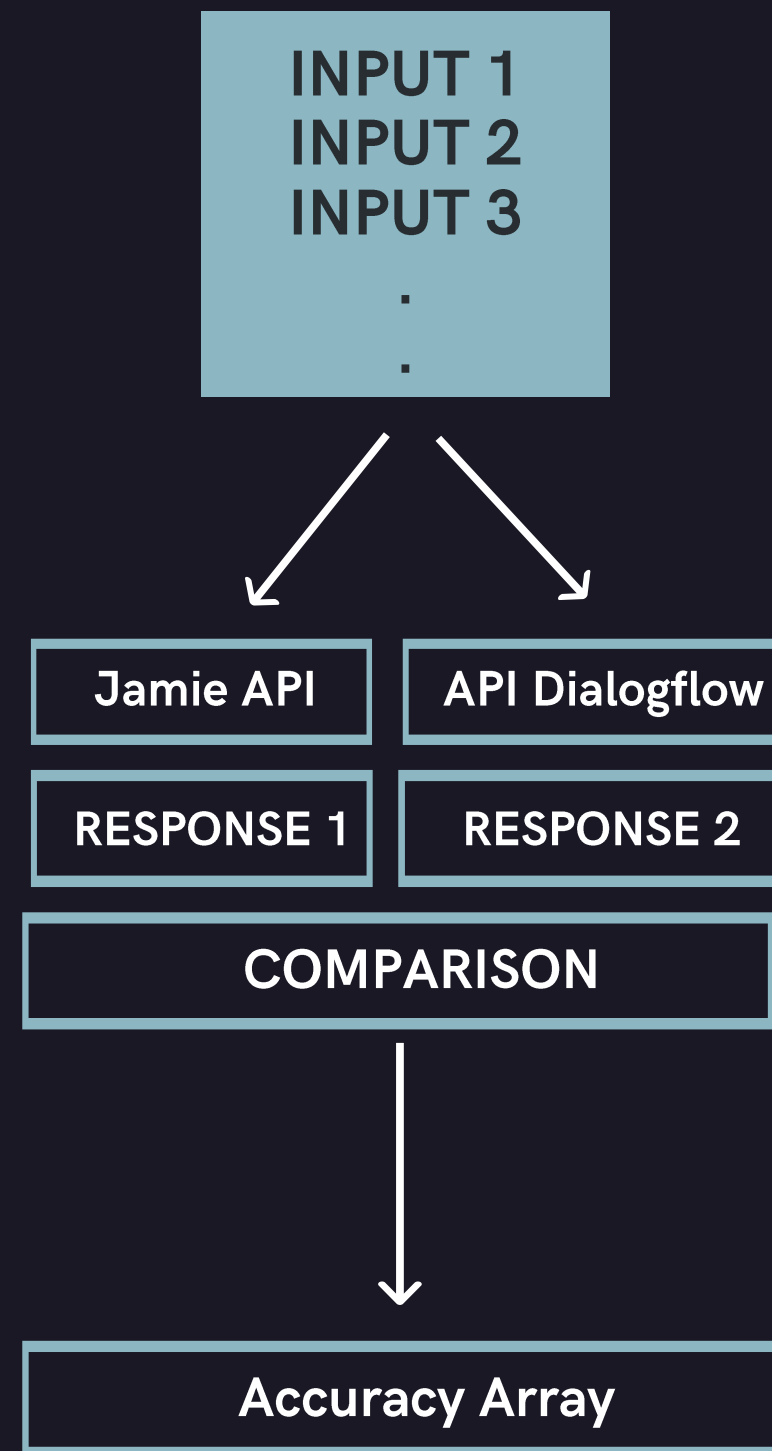 INPUT 1
INPUT 2
INPUT 3
.
.
Jamie API
API Dialogflow
RESPONSE 1
RESPONSE 2
COMPARISON
Accuracy Array